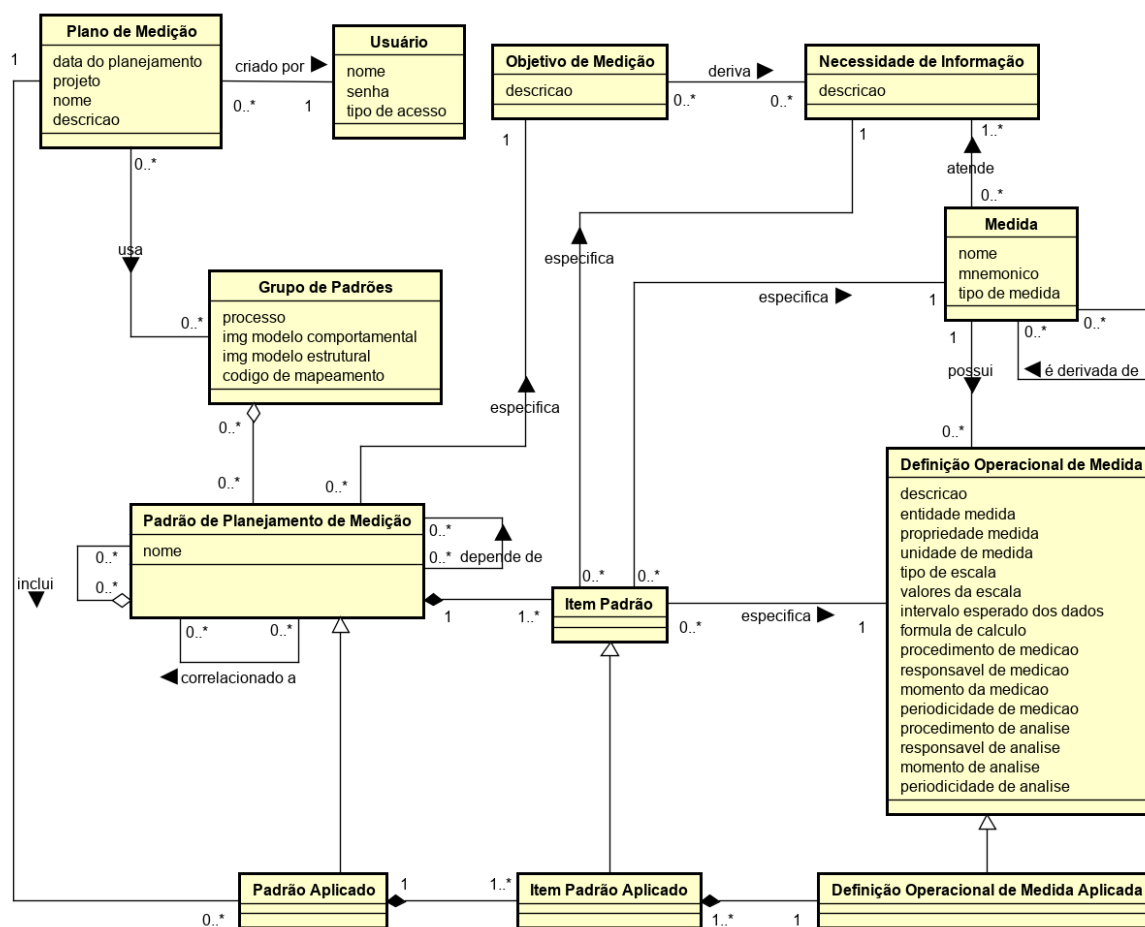 Plano de Medição
data do planejamento
projeto
nome
descricao
1
criado por
0..*
1
Usuário
nome
senha
tipo de acesso
Objetivo de Medição
descricao
deriva
0..*
0..*
Necessidade de Informação
descricao
1
1
1..*
atende
0..*
0..*
usa
0..*
Medida
nome
mnemonico
tipo de medida
especifica
especifica
1
1
0..*
0..*
é derivada de
possui
0..*
Grupo de Padrões
processo
img modelo comportamental
img modelo estrutural
codigo de mapeamento
especifica
0..*
0..*
0..*
Padrão de Planejamento de Medição
nome
0..*
0..*
0..*
0..*
depende de
inclui
0..*
0..*
correlacionado a
1
1..*
0..*
0..*
Item Padrão
0..*
especifica
1
Definição Operacional de Medida
descricao
entidade medida
propriedade medida
unidade de medida
tipo de escala
valores da escala
intervalo esperado dos dados
formula de calculo
procedimento de medicao
responsavel de medicao
momento da medicao
periodicidade de medicao
procedimento de analise
responsavel de analise
momento de analise
periodicidade de analise
0..*
Padrão Aplicado
1
1..*
Item Padrão Aplicado
1..*
1
Definição Operacional de Medida Aplicada